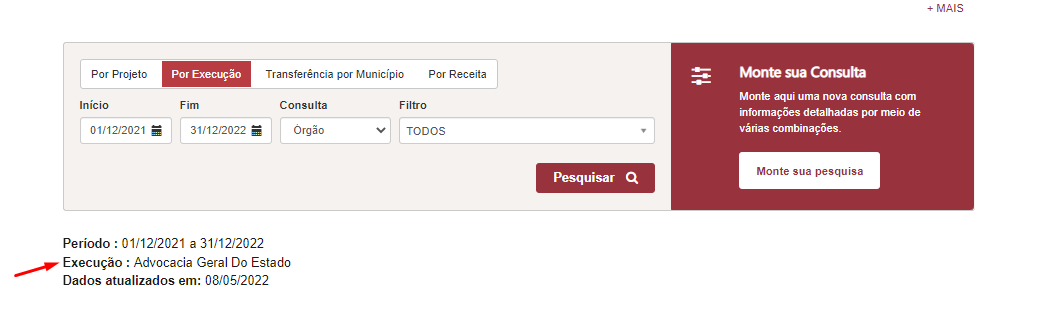 + MAIS
Por Projeto Por Execução Transferência por Município Por Receita
Início Fim Consulta Filtro
01/12/2021 31/12/2022 Órgão TODOS
Pesquisar
Monte sua Consulta
Monte aqui uma nova consulta com
informações detalhadas por meio de
várias combinações.
Monte sua pesquisa
Período : 01/12/2021 a 31/12/2022
Execução : Advocacia Geral Do Estado
Dados atualizados em: 08/05/2022